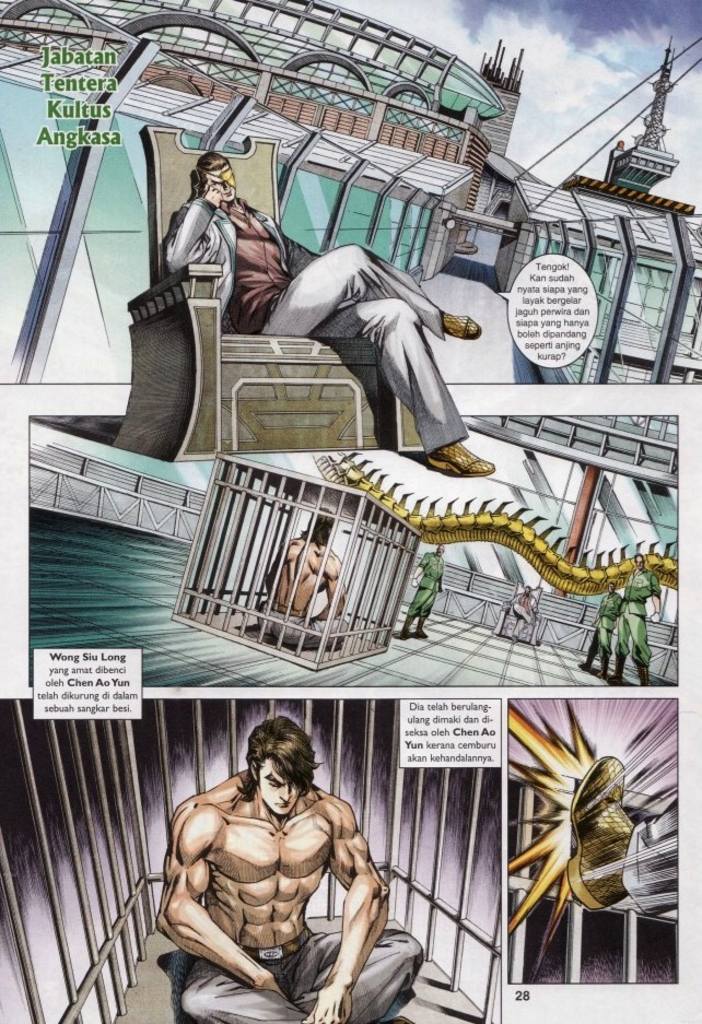 Jabatan
Tentera
Kultus
Angkasa
Tengok!
Kan sudah
nyata siapa yang
layak bergelar
jaguh perwira dan
siapa yang hanya
boleh dipandang
seperti anjing
kurap?
Wong Siu Long
yang amat dibenci
oleh Chen Ao Yun
telah dikurung di dalam
sebuah sangkar besi.
Dia telah berulang-
ulang dimaki dan di-
seksa oleh Chen Ao
Yun kerana cemburu
akan kehandalannya.
28